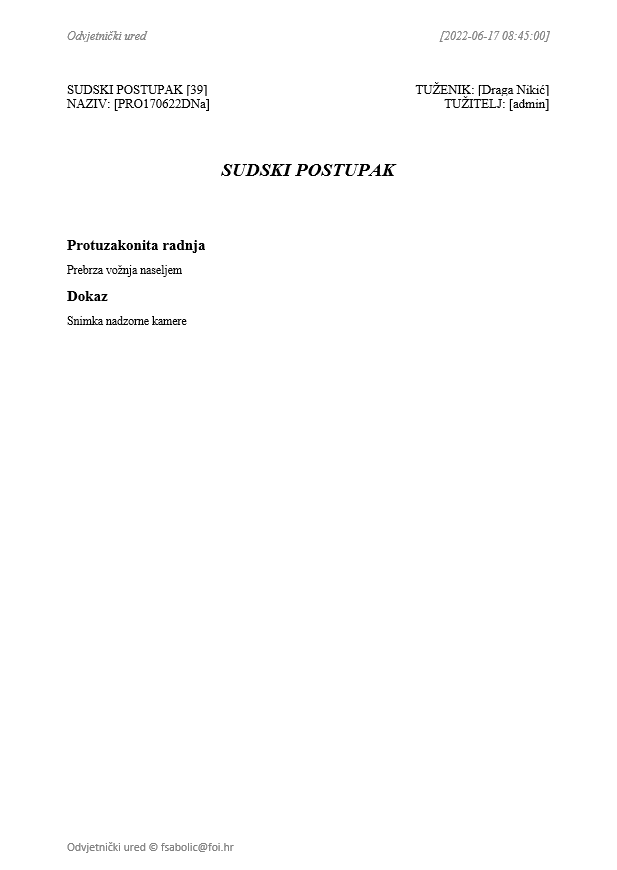 Odvjetnički ured [2022-06-17 08:45:00]
SUDSKI POSTUPAK [39] TUŽENIK: [Draga Nikić]
NAZIV: [PRO170622DNa] TUŽITELJ: [admin]
SUDSKI POSTUPAK
Protuzakonita radnja
Prebrza vožnja naseljem
Dokaz
Snimka nadzorne kamere
Odvjetnički ured © fsabolic@foi.hr